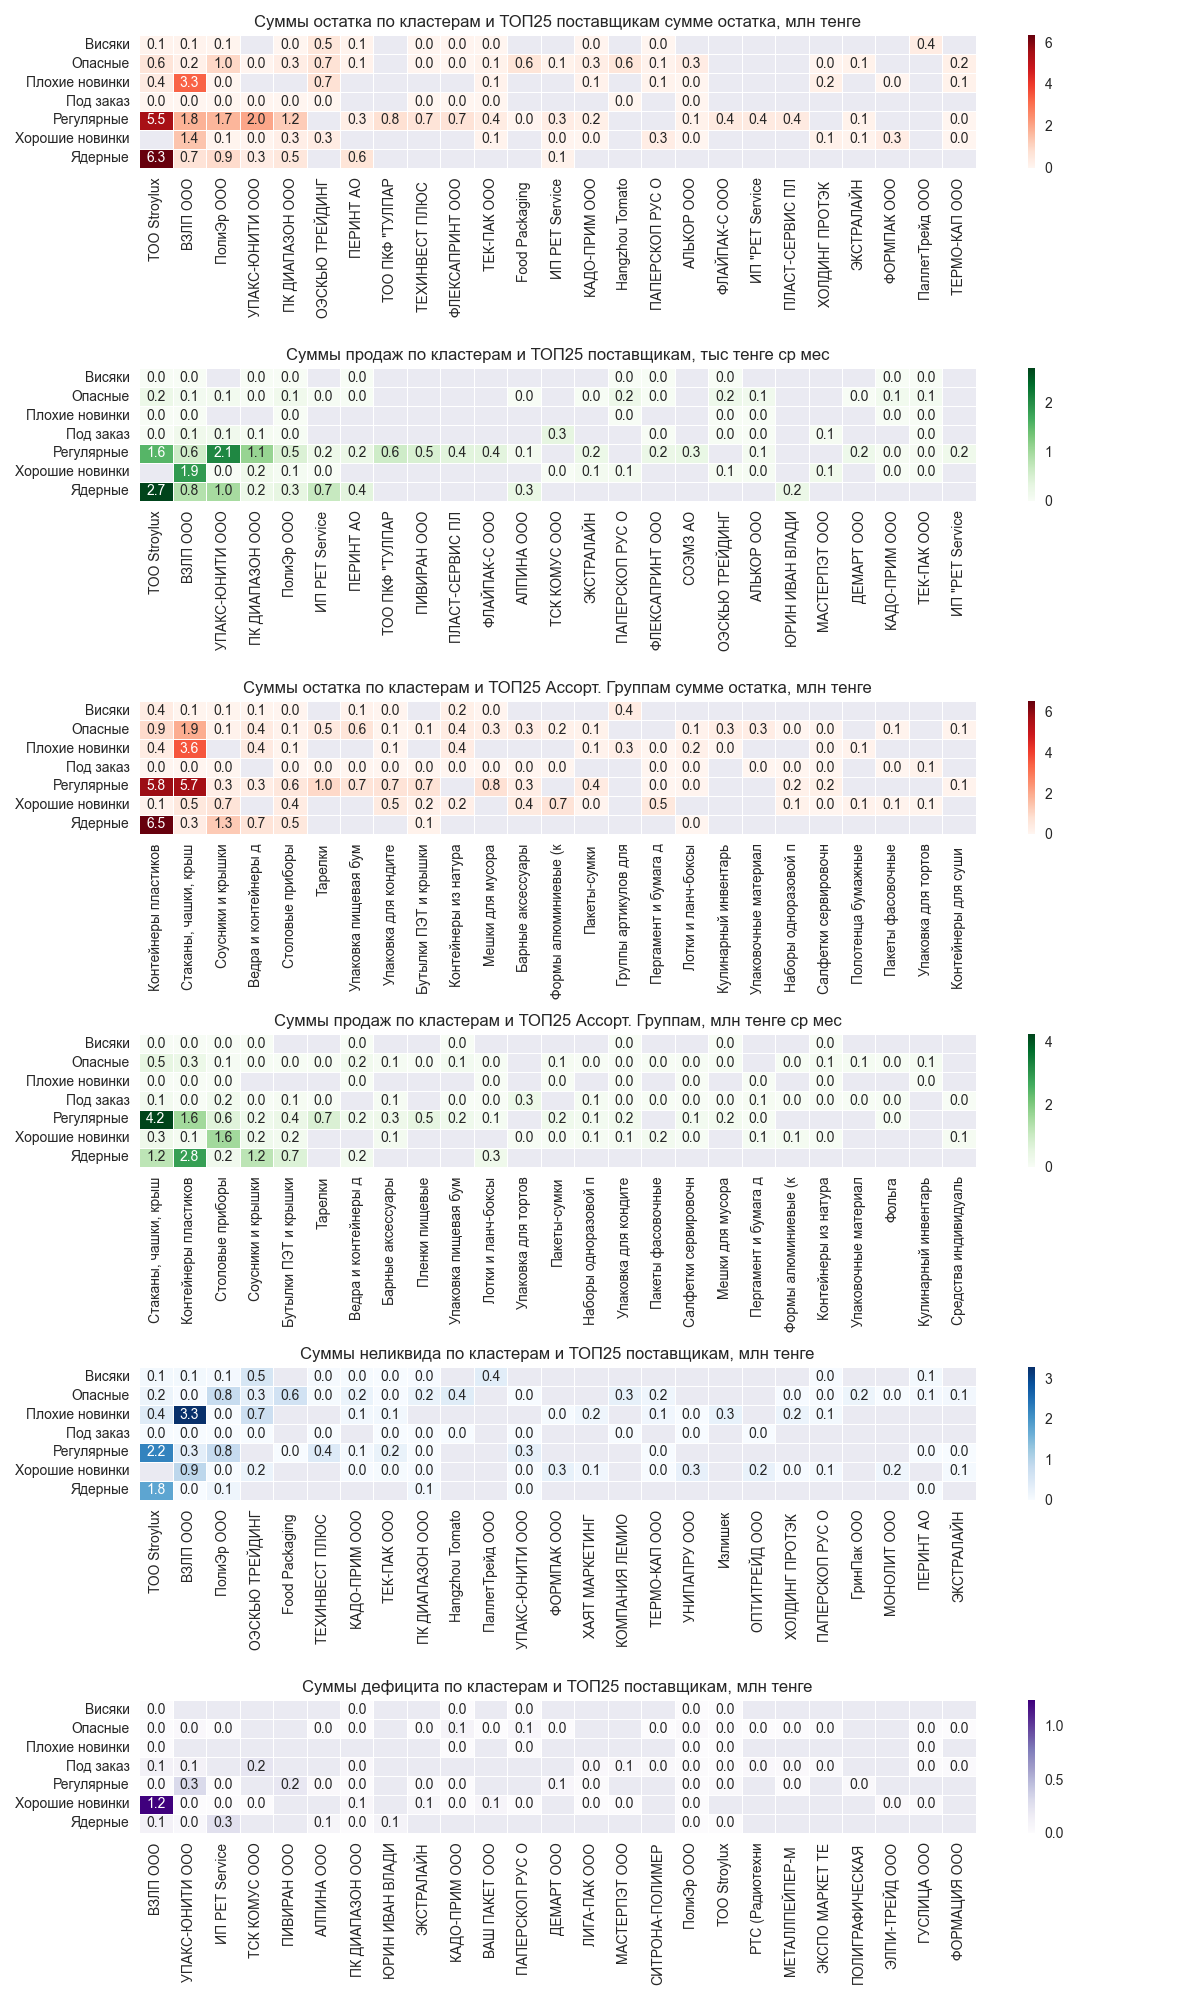 Суммы остатка по кластерам и ТОП25 поставщикам сумме остатка, млн тенге
Висяки 0.1 0.1 0.1 0.0 0.5 0.1 0.0 0.0 0.0 0.0 0.0 0.4
Опасные 0.6 0.2 1.0 0.0 0.3 0.7 0.1 0.0 0.0 0.1 0.6 0.1 0.3 0.6 0.1 0.3 0.0 0.1 0.2
Плохие новинки 0.4 3.3 0.0 0.7 0.1 0.1 0.1 0.0 0.2 0.0 0.1
Под заказ 0.0 0.0 0.0 0.0 0.0 0.0 0.0 0.0 0.0 0.0 0.0
Регулярные 5.5 1.8 1.7 2.0 1.2 0.3 0.8 0.7 0.7 0.4 0.0 0.3 0.2 0.1 0.4 0.4 0.4 0.1 0.0
Хорошие новинки 1.4 0.1 0.0 0.3 0.3 0.1 0.0 0.0 0.3 0.0 0.1 0.1 0.3 0.0
Ядерные 6.3 0.7 0.9 0.3 0.5 0.6 0.1
6
4
2
0
ТОО Stroylux
ВЗЛП ООО
ПолиЭр ООО
УПАКС-ЮНИТИ ООО
ПК ДИАПАЗОН ООО
ОЭСКЬЮ ТРЕЙДИНГ
ПЕРИНТ АО
ТОО ПКФ "ТУЛПАР
ТЕХИНВЕСТ ПЛЮС
ФЛЕКСАПРИНТ ООО
ТЕК-ПАК ООО
Food Packaging
ИП PET Service
КАДО-ПРИМ ООО
Hangzhou Tomato
ПАПЕРСКОП РУС О
АЛЬКОР ООО
ФЛАЙПАК-С ООО
ИП "PET Service
ПЛАСТ-СЕРВИС ПЛ
ХОЛДИНГ ПРОТЭК
ЭКСТРАЛАЙН
ФОРМПАК ООО
ПаллетТрейд ООО
ТЕРМО-КАП ООО
Суммы продаж по кластерам и ТОП25 поставщикам, тыс тенге ср мес
Висяки 0.0 0.0 0.0 0.0 0.0 0.0 0.0 0.0 0.0 0.0
Опасные 0.2 0.1 0.1 0.0 0.1 0.0 0.0 0.0 0.0 0.2 0.0 0.2 0.1 0.0 0.1 0.1
Плохие новинки 0.0 0.0 0.0 0.0 0.0 0.0 0.0 0.0
Под заказ 0.0 0.1 0.1 0.1 0.0 0.3 0.0 0.0 0.0 0.1 0.0
Регулярные 1.6 0.6 2.1 1.1 0.5 0.2 0.2 0.6 0.5 0.4 0.4 0.1 0.2 0.2 0.3 0.1 0.2 0.0 0.0 0.2
Хорошие новинки 1.9 0.0 0.2 0.1 0.0 0.0 0.1 0.1 0.1 0.0 0.1 0.0 0.0
Ядерные 2.7 0.8 1.0 0.2 0.3 0.7 0.4 0.3 0.2
2
1
0
ТОО Stroylux
ВЗЛП ООО
УПАКС-ЮНИТИ ООО
ПК ДИАПАЗОН ООО
ПолиЭр ООО
ИП PET Service
ПЕРИНТ АО
ТОО ПКФ "ТУЛПАР
ПИВИРАН ООО
ПЛАСТ-СЕРВИС ПЛ
ФЛАЙПАК-С ООО
АЛПИНА ООО
ТСК КОМУС ООО
ЭКСТРАЛАЙН
ПАПЕРСКОП РУС О
ФЛЕКСАПРИНТ ООО
СОЭМЗ АО
ОЭСКЬЮ ТРЕЙДИНГ
АЛЬКОР ООО
ЮРИН ИВАН ВЛАДИ
МАСТЕРПЭТ ООО
ДЕМАРТ ООО
КАДО-ПРИМ ООО
ТЕК-ПАК ООО
ИП "PET Service
Суммы остатка по кластерам и ТОП25 Ассорт. Группам сумме остатка, млн тенге
Висяки 0.4 0.1 0.1 0.1 0.0 0.1 0.0 0.2 0.0 0.4
Опасные 0.9 1.9 0.1 0.4 0.1 0.5 0.6 0.1 0.1 0.4 0.3 0.3 0.2 0.1 0.1 0.3 0.3 0.0 0.0 0.1 0.1
Плохие новинки 0.4 3.6 0.4 0.1 0.1 0.4 0.1 0.3 0.0 0.2 0.0 0.0 0.1
Под заказ 0.0 0.0 0.0 0.0 0.0 0.0 0.0 0.0 0.0 0.0 0.0 0.0 0.0 0.0 0.0 0.0 0.0 0.0 0.1
Регулярные 5.8 5.7 0.3 0.3 0.6 1.0 0.7 0.7 0.7 0.8 0.3 0.4 0.0 0.0 0.2 0.2 0.1
Хорошие новинки 0.1 0.5 0.7 0.4 0.5 0.2 0.2 0.4 0.7 0.0 0.5 0.1 0.0 0.1 0.1 0.1
Ядерные 6.5 0.3 1.3 0.7 0.5 0.1 0.0
6
4
2
0
Контейнеры пластиков
Стаканы, чашки, крыш
Соусники и крышки
Ведра и контейнеры д
Столовые приборы
Тарелки
Упаковка пищевая бум
Упаковка для кондите
Бутылки ПЭТ и крышки
Контейнеры из натура
Мешки для мусора
Барные аксессуары
Формы алюминиевые (к
Пакеты-сумки
Группы артикулов для
Пергамент и бумага д
Лотки и ланч-боксы
Кулинарный инвентарь
Упаковочные материал
Наборы одноразовой п
Салфетки сервировочн
Полотенца бумажные
Пакеты фасовочные
Упаковка для тортов
Контейнеры для суши
Суммы продаж по кластерам и ТОП25 Ассорт. Группам, млн тенге ср мес
Висяки 0.0 0.0 0.0 0.0 0.0 0.0 0.0 0.0 0.0
Опасные 0.5 0.3 0.1 0.0 0.0 0.0 0.2 0.1 0.0 0.1 0.0 0.1 0.0 0.0 0.0 0.0 0.0 0.0 0.1 0.1 0.0 0.1
Плохие новинки 0.0 0.0 0.0 0.0 0.0 0.0 0.0 0.0 0.0 0.0 0.0
Под заказ 0.1 0.0 0.2 0.0 0.1 0.0 0.1 0.0 0.0 0.3 0.1 0.0 0.0 0.0 0.0 0.1 0.0 0.0 0.0 0.0 0.0
Регулярные 4.2 1.6 0.6 0.2 0.4 0.7 0.2 0.3 0.5 0.2 0.1 0.2 0.1 0.2 0.1 0.2 0.0 0.0
Хорошие новинки 0.3 0.1 1.6 0.2 0.2 0.1 0.0 0.0 0.1 0.1 0.2 0.0 0.1 0.1 0.0 0.1
Ядерные 1.2 2.8 0.2 1.2 0.7 0.2 0.3
4
3
2
1
0
Стаканы, чашки, крыш
Контейнеры пластиков
Столовые приборы
Соусники и крышки
Бутылки ПЭТ и крышки
Тарелки
Ведра и контейнеры д
Барные аксессуары
Пленки пищевые
Упаковка пищевая бум
Лотки и ланч-боксы
Упаковка для тортов
Пакеты-сумки
Наборы одноразовой п
Упаковка для кондите
Пакеты фасовочные
Салфетки сервировочн
Мешки для мусора
Пергамент и бумага д
Формы алюминиевые (к
Контейнеры из натура
Упаковочные материал
Фольга
Кулинарный инвентарь
Средства индивидуаль
Суммы неликвида по кластерам и ТОП25 поставщикам, млн тенге
Висяки 0.1 0.1 0.1 0.5 0.0 0.0 0.0 0.0 0.4 0.0 0.1
Опасные 0.2 0.0 0.8 0.3 0.6 0.0 0.2 0.0 0.2 0.4 0.0 0.3 0.2 0.0 0.0 0.2 0.0 0.1 0.1
Плохие новинки 0.4 3.3 0.0 0.7 0.1 0.1 0.0 0.2 0.1 0.0 0.3 0.2 0.1
Под заказ 0.0 0.0 0.0 0.0 0.0 0.0 0.0 0.0 0.0 0.0 0.0 0.0
Регулярные 2.2 0.3 0.8 0.0 0.4 0.1 0.2 0.0 0.3 0.0 0.0 0.0
Хорошие новинки 0.9 0.0 0.2 0.0 0.0 0.0 0.0 0.3 0.1 0.0 0.3 0.2 0.0 0.1 0.2 0.1
Ядерные 1.8 0.0 0.1 0.1 0.0 0.0
3
2
1
0
ТОО Stroylux
ВЗЛП ООО
ПолиЭр ООО
ОЭСКЬЮ ТРЕЙДИНГ
Food Packaging
ТЕХИНВЕСТ ПЛЮС
КАДО-ПРИМ ООО
ТЕК-ПАК ООО
ПК ДИАПАЗОН ООО
Hangzhou Tomato
ПаллетТрейд ООО
УПАКС-ЮНИТИ ООО
ФОРМПАК ООО
ХАЯТ МАРКЕТИНГ
КОМПАНИЯ ЛЕМИО
ТЕРМО-КАП ООО
УНИПАПРУ ООО
Излишек
ОПТИТРЕЙД ООО
ХОЛДИНГ ПРОТЭК
ПАПЕРСКОП РУС О
ГринПак ООО
МОНОЛИТ ООО
ПЕРИНТ АО
ЭКСТРАЛАЙН
Суммы дефицита по кластерам и ТОП25 поставщикам, млн тенге
Висяки 0.0 0.0 0.0 0.0 0.0 0.0
Опасные 0.0 0.0 0.0 0.0 0.0 0.0 0.1 0.0 0.1 0.0 0.0 0.0 0.0 0.0 0.0 0.0 0.0 0.0
Плохие новинки 0.0 0.0 0.0 0.0 0.0 0.0
Под заказ 0.1 0.1 0.2 0.0 0.0 0.1 0.0 0.0 0.0 0.0 0.0 0.0 0.0 0.0
Регулярные 0.0 0.3 0.0 0.2 0.0 0.0 0.0 0.0 0.1 0.0 0.0 0.0 0.0 0.0
Хорошие новинки 1.2 0.0 0.0 0.0 0.1 0.1 0.0 0.1 0.0 0.0 0.0 0.0 0.0 0.0
Ядерные 0.1 0.0 0.3 0.1 0.0 0.1 0.0 0.0
1.0
0.5
0.0
ВЗЛП ООО
УПАКС-ЮНИТИ ООО
ИП PET Service
ТСК КОМУС ООО
ПИВИРАН ООО
АЛПИНА ООО
ПК ДИАПАЗОН ООО
ЮРИН ИВАН ВЛАДИ
ЭКСТРАЛАЙН
КАДО-ПРИМ ООО
ВАШ ПАКЕТ ООО
ПАПЕРСКОП РУС О
ДЕМАРТ ООО
ЛИГА-ПАК ООО
МАСТЕРПЭТ ООО
СИТРОНА-ПОЛИМЕР
ПолиЭр ООО
ТОО Stroylux
РТС (Радиотехни
МЕТАЛЛПЕЙПЕР-М
ЭКСПО МАРКЕТ ТЕ
ПОЛИГРАФИЧЕСКАЯ
ЭЛПИ-ТРЕЙД ООО
ГУСЛИЦА ООО
ФОРМАЦИЯ ООО